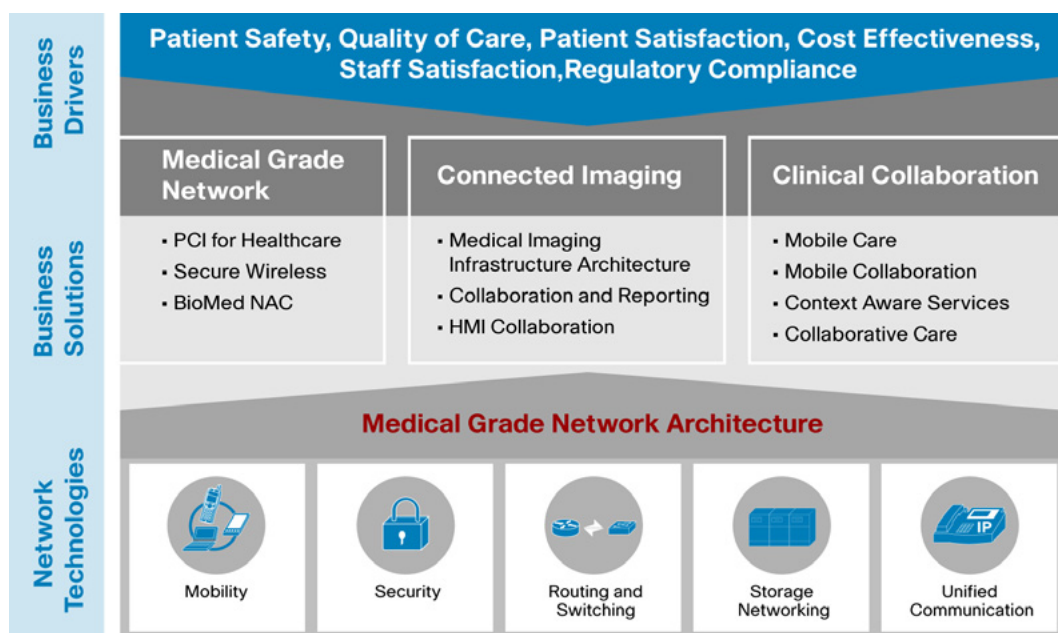 Business
Drivers
Patient Safety, Quality of Care, Patient Satisfaction, Cost Effectiveness,
Staff Satisfaction,Regulatory Compliance
Business
Solutions
Medical Grade
Network
▪ PCI for Healthcare
▪ Secure Wireless
▪ BioMed NAC
Connected Imaging
▪ Medical Imaging
Infrastructure Architecture
▪ Collaboration and Reporting
▪ HMI Collaboration
Clinical Collaboration
▪ Mobile Care
▪ Mobile Collaboration
▪ Context Aware Services
▪ Collaborative Care
Network
Technologies
Medical Grade Network Architecture
Mobility
Security
Routing and
Switching
Storage
Networking
IP
Unified
Communication